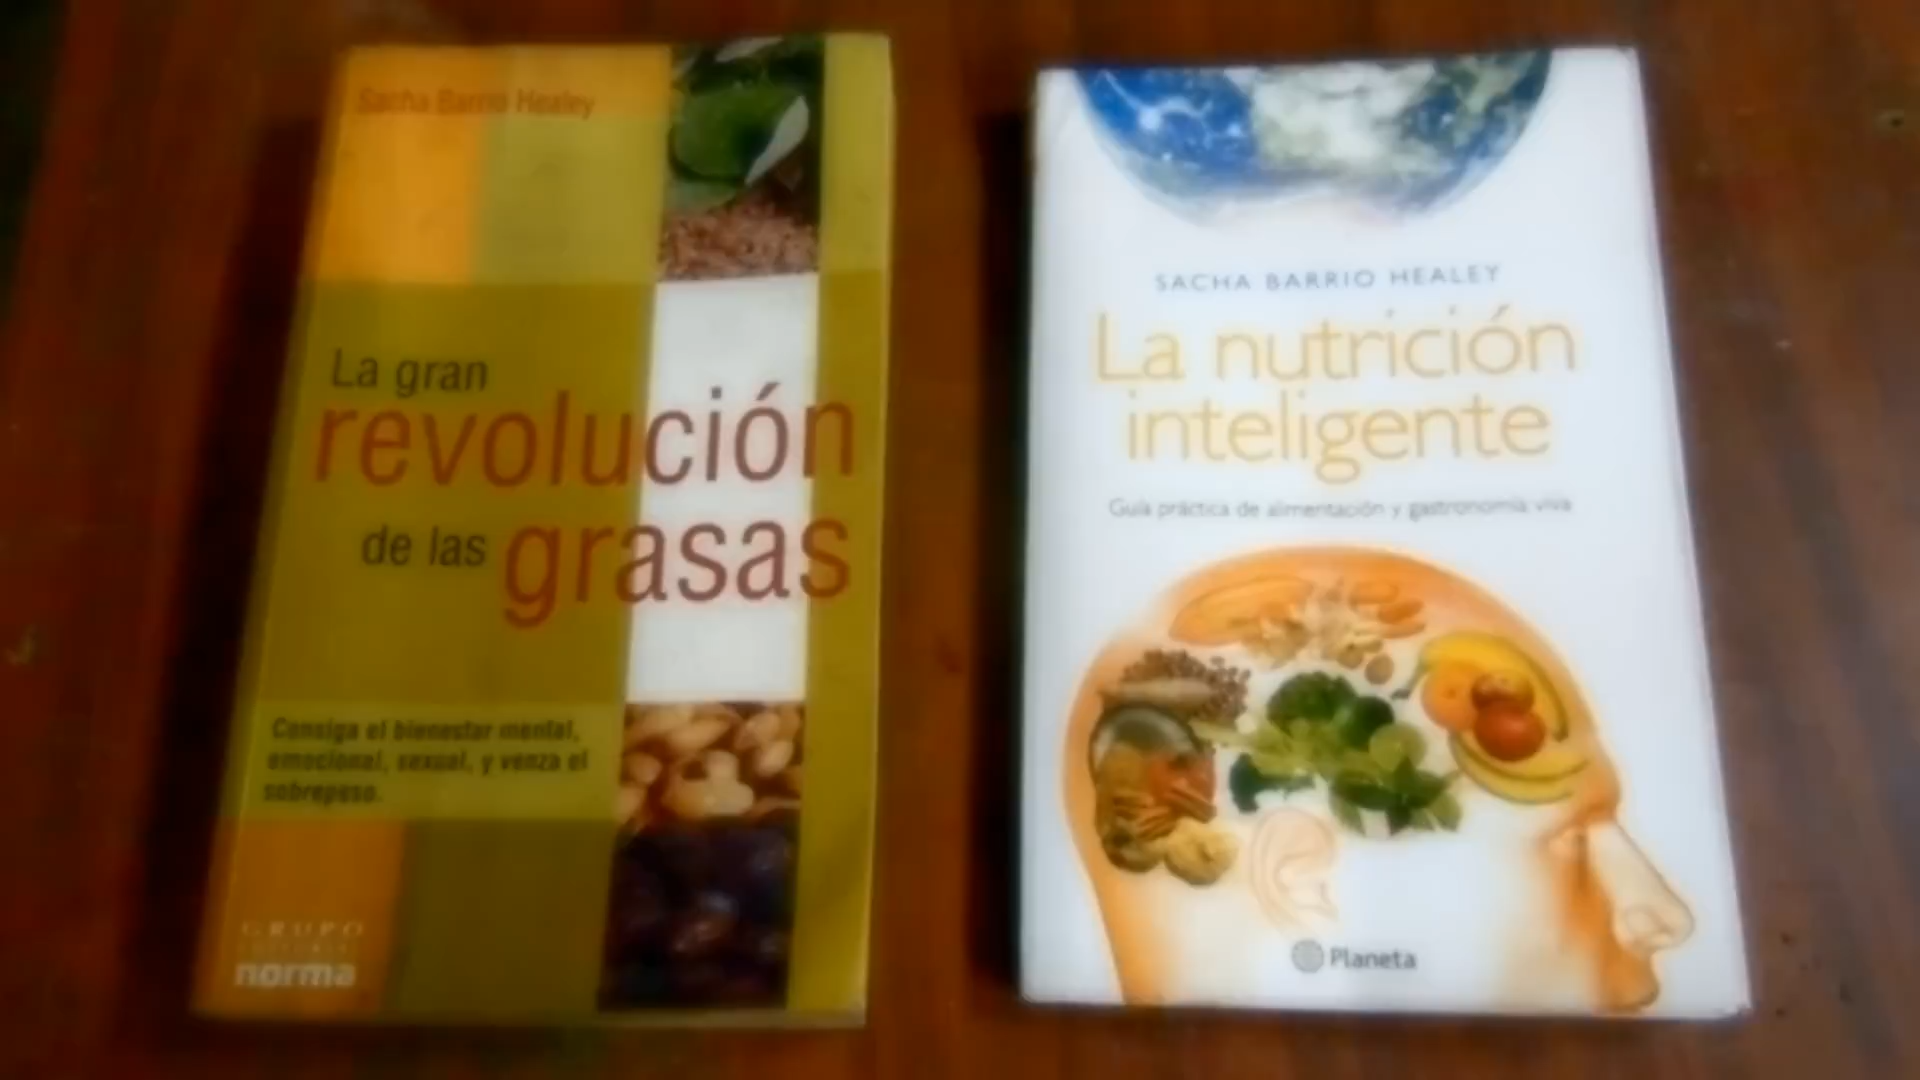 Sacha Barrio Healey
La gran
revolución
de las grasas
Consiga el bienestar mental,
emocional, sexual, y venza el
sobrepeso.
GRUPO
EDITORIAL
norma
SACHA BARRIO HEALEY
La nutrición
inteligente
Guía práctica de alimentación y gastronomía viva
Planeta